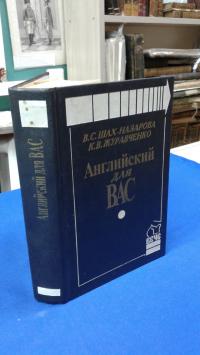 В.С. ШАХ-НАЗАРОВА
К.В. ЖУРАВЧЕНКО
АНГЛИЙСКИЙ
ДЛЯ
ВАС
АНГЛИЙСКИЙ ДЛЯ ВАС